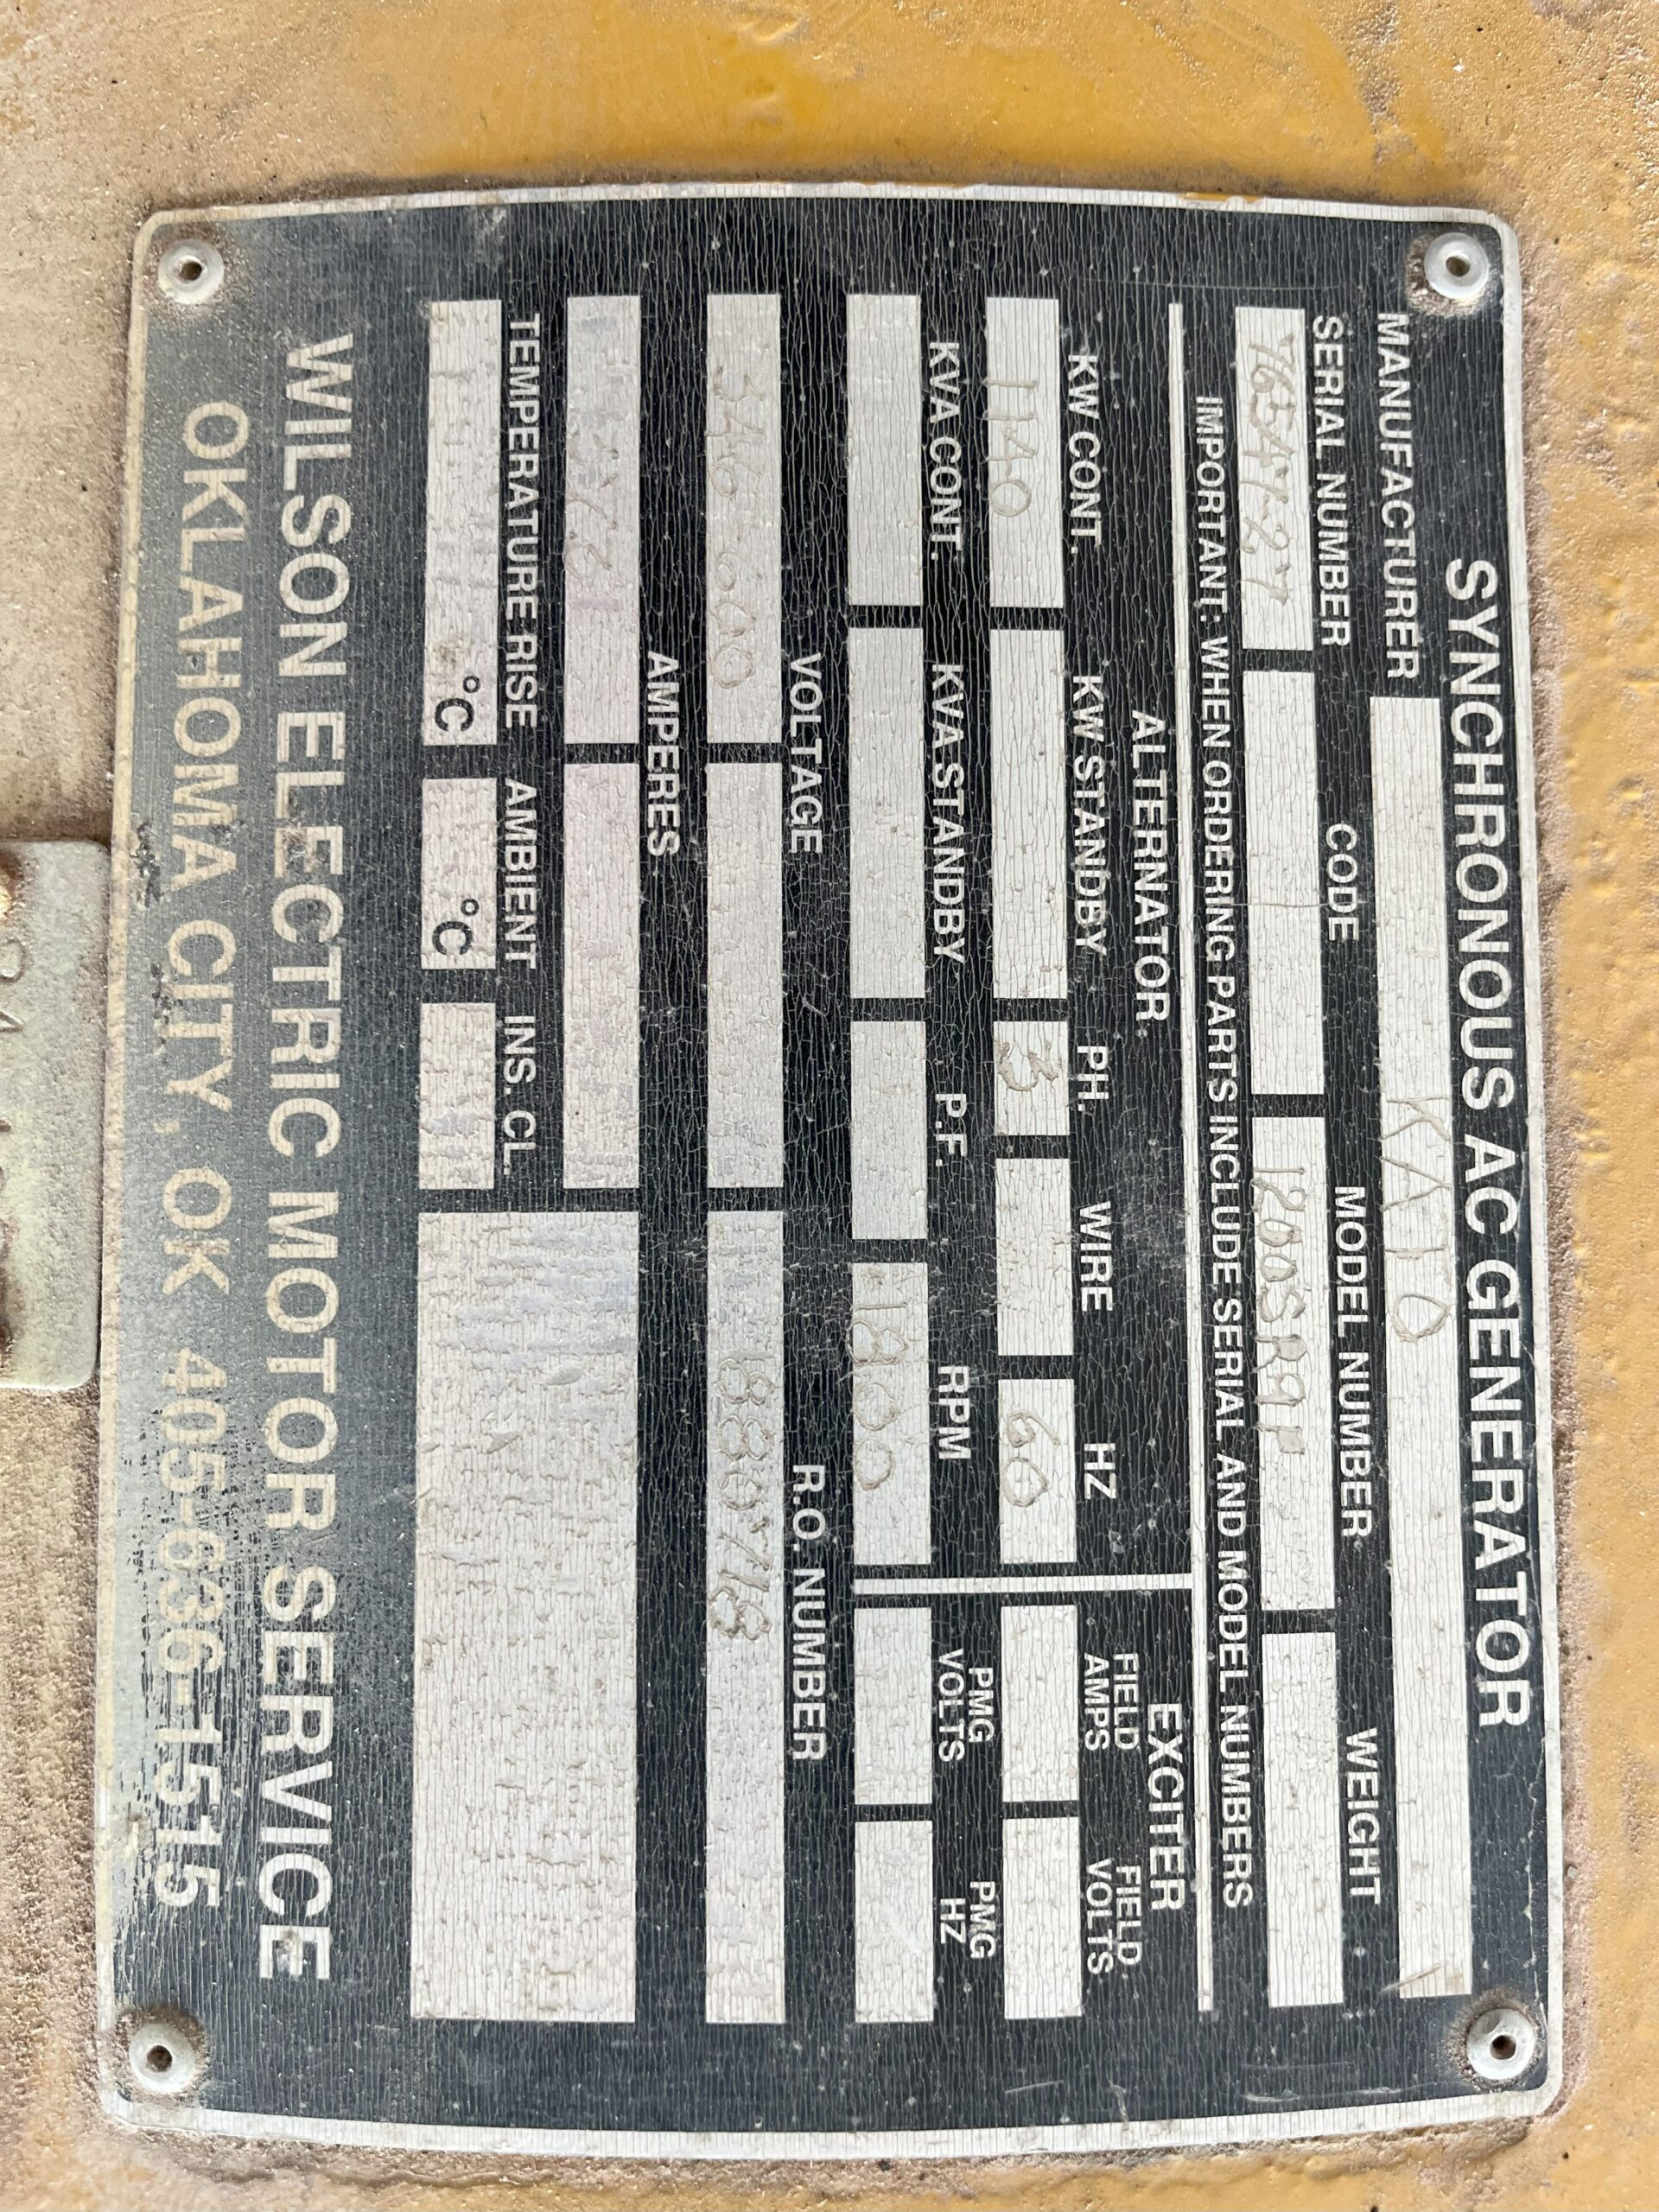 SYNCHRONOUS AC GENERATOR
MANUFACTURER KATO
SERIAL NUMBER CODE MODEL NUMBER WEIGHT
IMPORTANT: WHEN ORDERING PARTS INCLUDE SERIAL AND MODEL NUMBERS
ALTERNATOR EXCITER
KW CONT. KW STANDBY PH. WIRE HZ FIELD AMPS FIELD VOLTS
1140 3 60
KVA CONT. KVA STANDBY P.F. RPM PMG VOLTS PMG HZ
1800
VOLTAGE R.O. NUMBER
346-600
AMPERES
TEMPERATURE RISE AMBIENT INS. CL.
°C °C
WILSON ELECTRIC MOTOR SERVICE
OKLAHOMA CITY, OK 405-636-1515